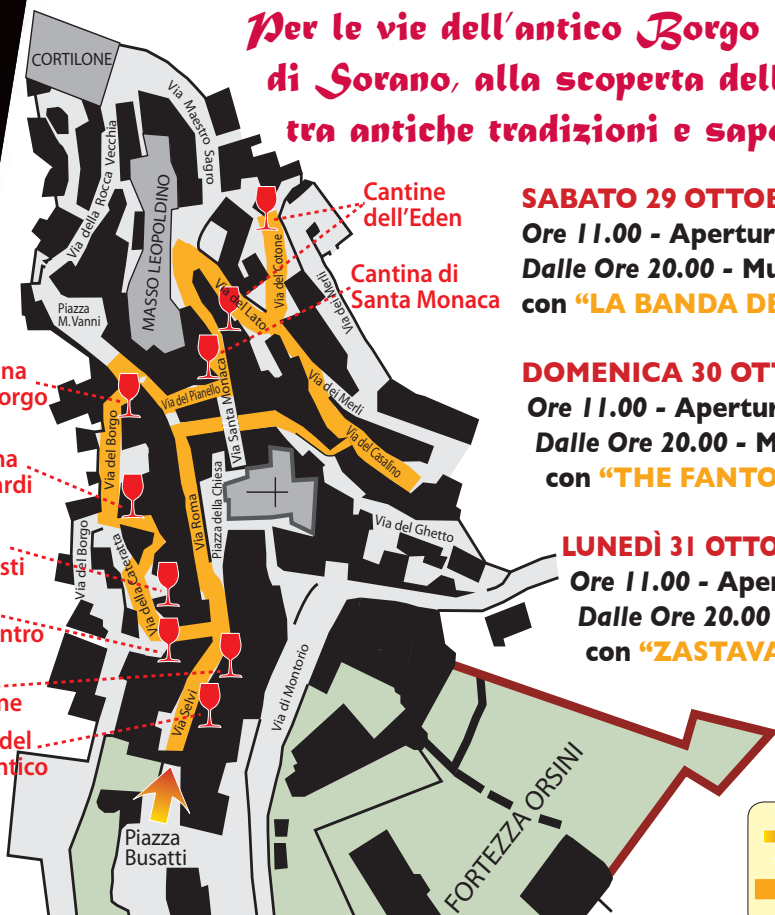 Per le vie dell'antico Borgo
di Sorano, alla scoperta dell
tra antiche tradizioni e sapo
CORTILONE
Via Maestro Sagro
Via della Rocca Vecchia
MASSO LEOPOLDINO
Piazza
M.Vanni
Via del Cotone
Via del Lato
Via dei Merli
Via dei Merli
Via del Pianello
Via Santa Monaca
Via del Casalino
Via del Borgo
Via Roma
Piazza della Chiesa
Via del Ghetto
Via del Borgo
Via della Cateratta
Via Selvi
Via di Montorio
Piazza
Busatti
FORTEZZA ORSINI
Cantine
dell'Eden
Cantina di
Santa Monaca
na
orgo
na
rdi
sti
ntro
ne
del
ntico
SABATO 29 OTTOB
Ore 11.00 - Apertur
Dalle Ore 20.00 - Mu
con "LA BANDA DE
DOMENICA 30 OTT
Ore 11.00 - Apertur
Dalle Ore 20.00 - M
con "THE FANTO
LUNEDÌ 31 OTTO
Ore 11.00 - Aper
Dalle Ore 20.00
con "ZASTAVA